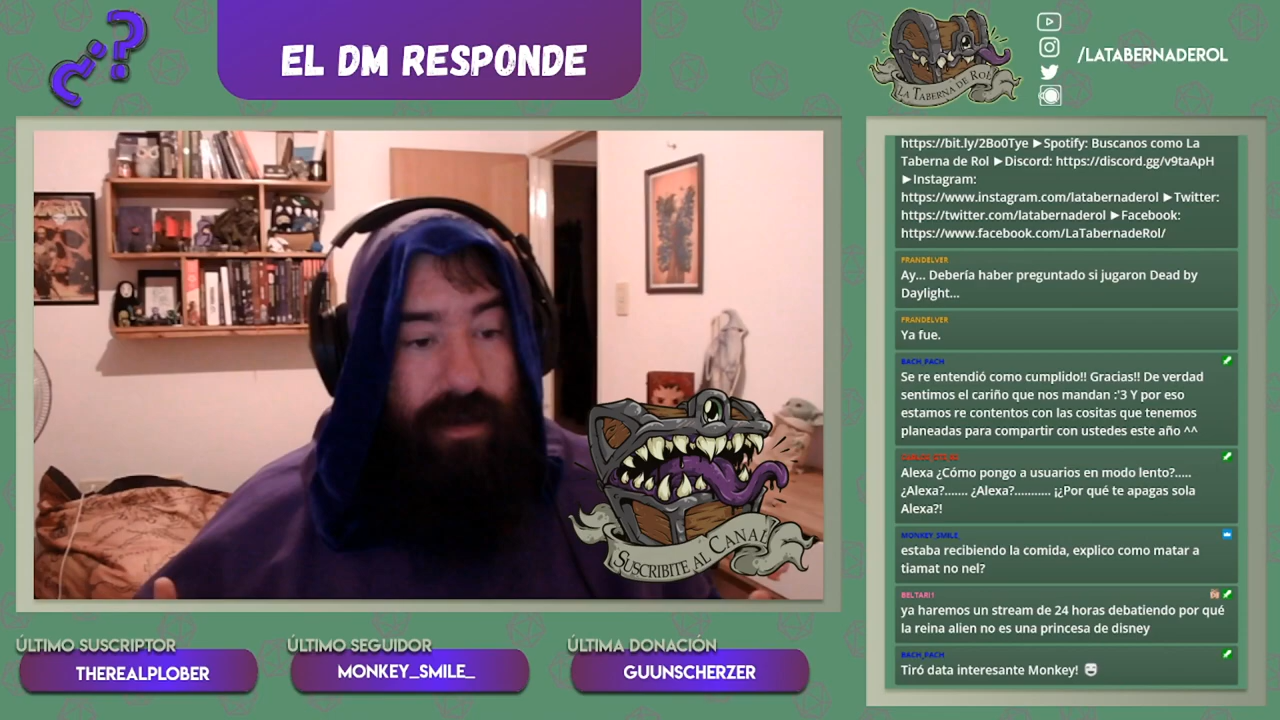 ¿?
EL DM RESPONDE
LA TABERNA DE ROL
/LATABERNADEROL
https://bit.ly/2Bo0Tye ►Spotify: Buscanos como La
Taberna de Rol ►Discord: https://discord.gg/v9taApH
►Instagram:
https://www.instagram.com/latabernaderol ►Twitter:
https://twitter.com/latabernaderol ►Facebook:
https://www.facebook.com/LaTabernadeRol/
FRANDELVER
Ay... Debería haber preguntado si jugaron Dead by
Daylight...
FRANDELVER
Ya fue.
BACH_PACH
Se re entendió como cumplido!! Gracias!! De verdad
sentimos el cariño que nos mandan :'3 Y por eso
estamos re contentos con las cositas que tenemos
planeadas para compartir con ustedes este año ^^
Alexa ¿Cómo pongo a usuarios en modo lento?.....
¿Alexa?....... ¿Alexa?........... ¡¿Por qué te apagas sola
Alexa?!
MONKEY_SMILE_
estaba recibiendo la comida, explico como matar a
tiamat no nel?
BELTARI1
ya haremos un stream de 24 horas debatiendo por qué
la reina alien no es una princesa de disney
BACH_PACH
Tiró data interesante Monkey!
SUSCRIBITE AL CANAL
ÚLTIMO SUSCRIPTOR
THEREALPLOBER
ÚLTIMO SEGUIDOR
MONKEY_SMILE_
ÚLTIMA DONACIÓN
GUUNSCHERZER